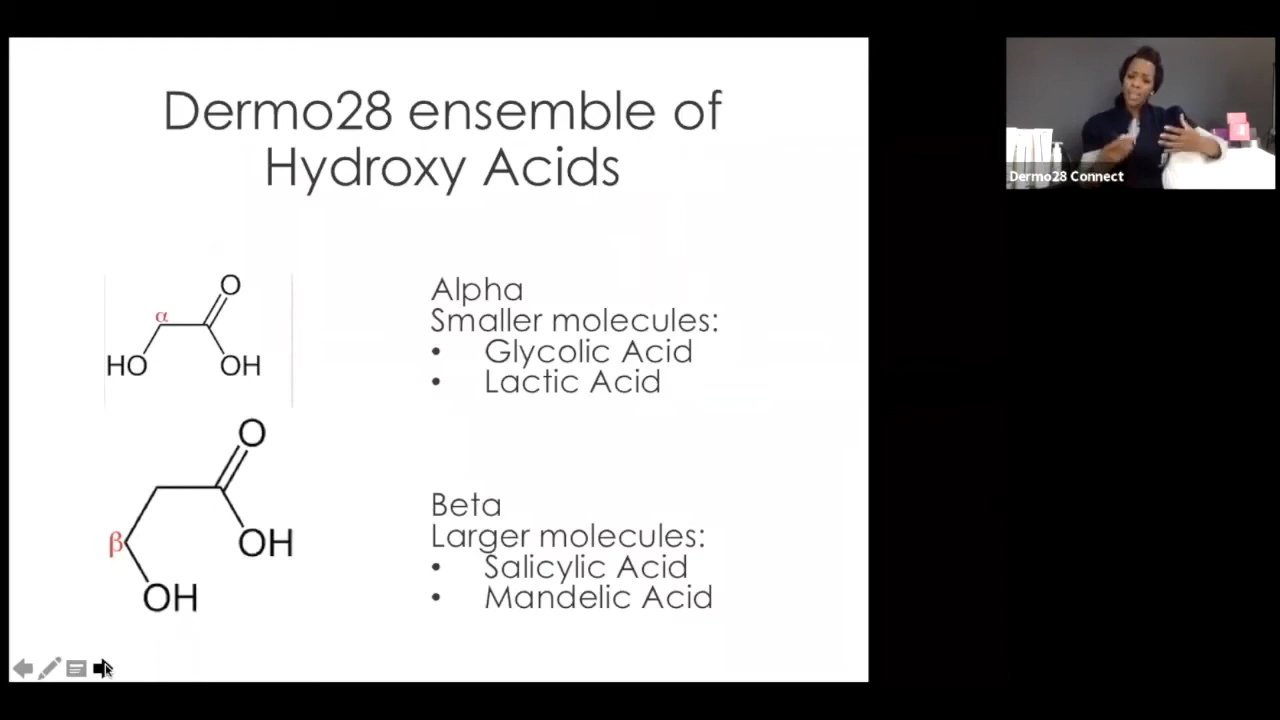 Dermo28 ensemble of
Hydroxy Acids
O
α
HO
OH
Alpha
Smaller molecules:
• Glycolic Acid
• Lactic Acid
O
β
OH
OH
Beta
Larger molecules:
• Salicylic Acid
• Mandelic Acid
Dermo28 Connect